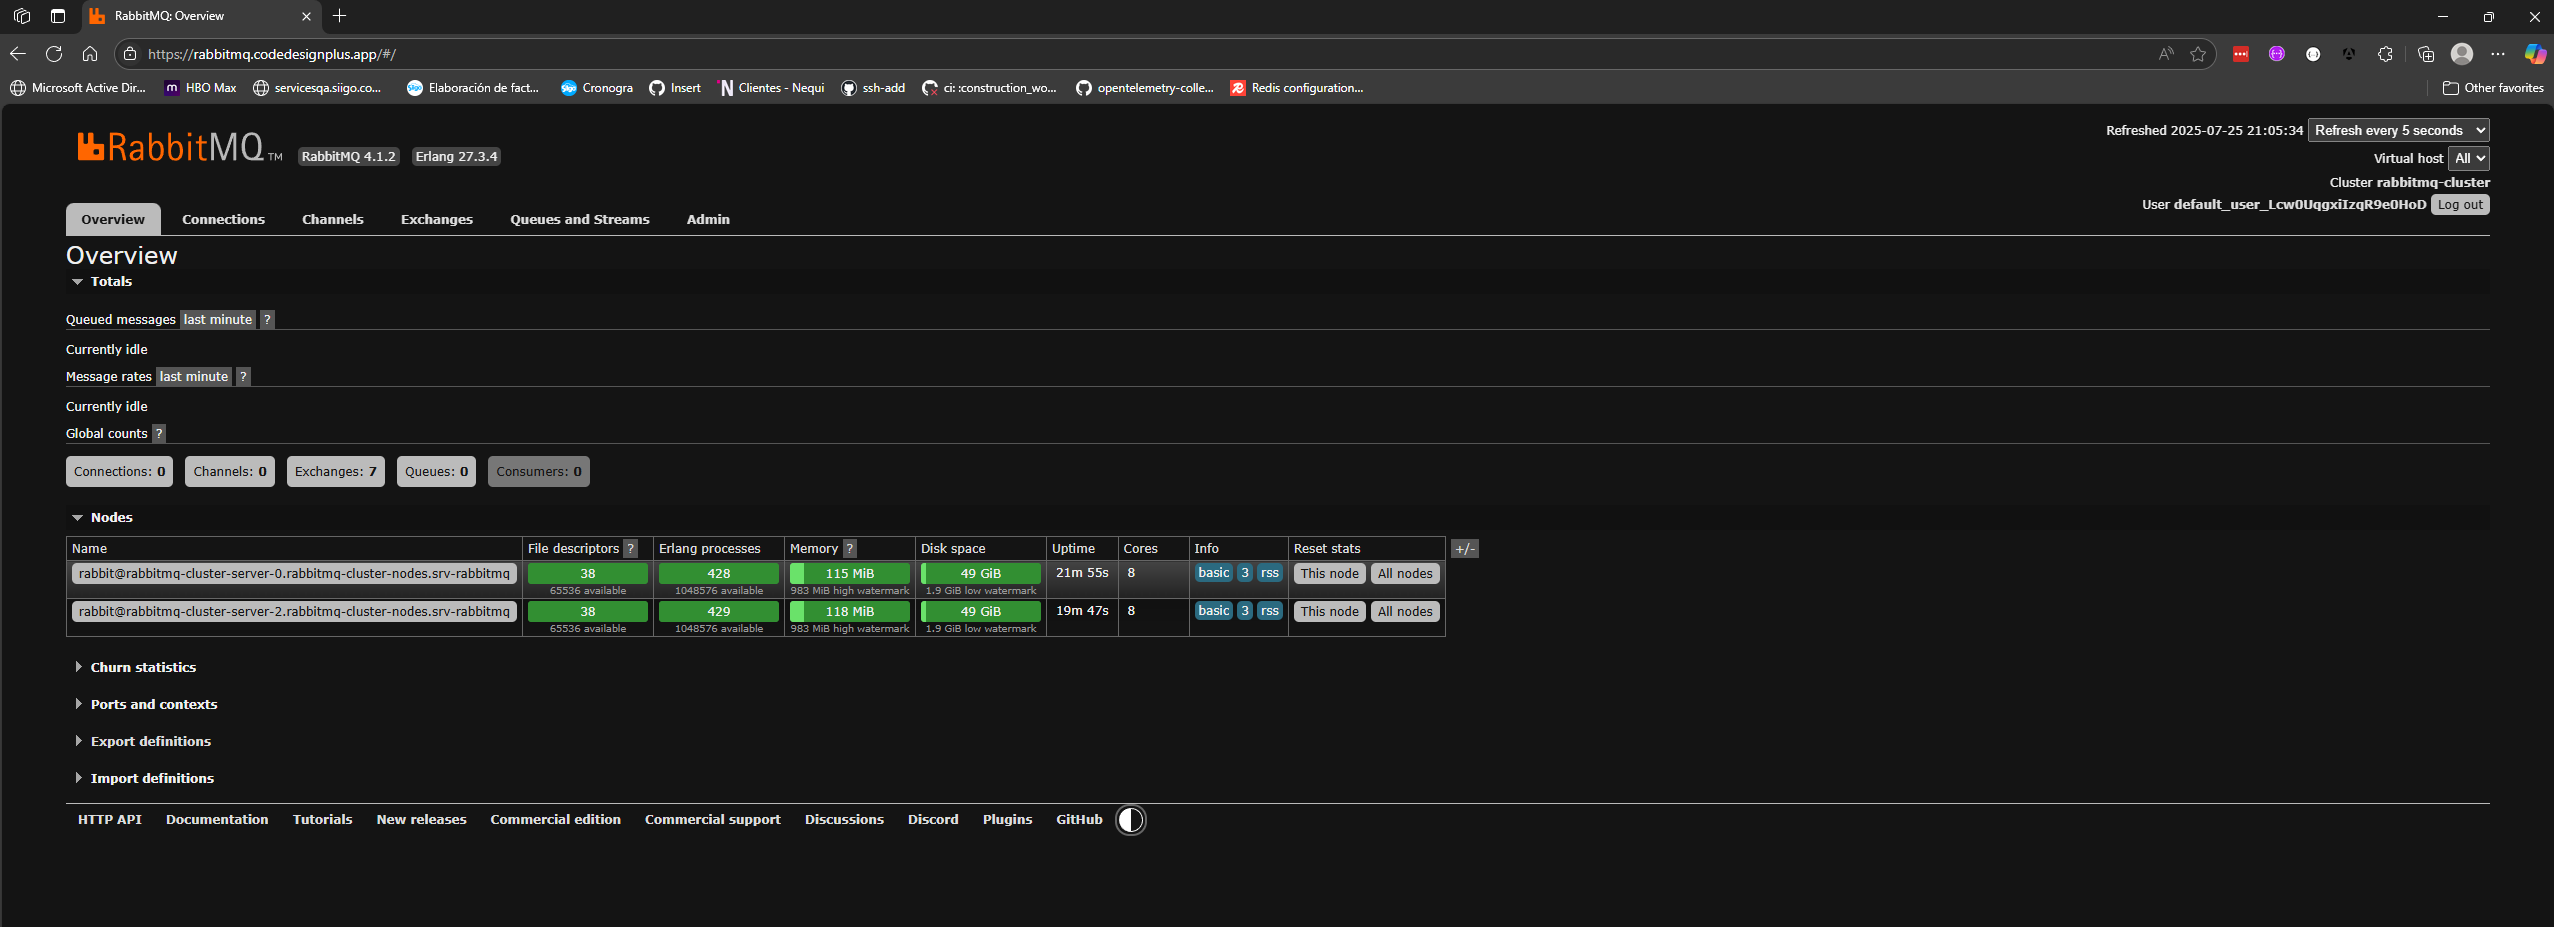 RabbitMQ: Overview
https://rabbitmq.codedesignplus.app/#/
Microsoft Active Dir... HBO Max servicesqa.siigo.co... Elaboración de fact... Cronogra Insert Clientes - Nequi ssh-add ci: :construction_wo... opentelemetry-colle... Redis configuration... Other favorites
RabbitMQ TM RabbitMQ 4.1.2 Erlang 27.3.4
Refreshed 2025-07-25 21:05:34 Refresh every 5 seconds
Virtual host All
Cluster rabbitmq-cluster
User default_user_Lcw0UqgxiIzqR9e0HoD Log out
Overview Connections Channels Exchanges Queues and Streams Admin
Overview
Totals
Queued messages last minute ?
Currently idle
Message rates last minute ?
Currently idle
Global counts ?
Connections: 0 Channels: 0 Exchanges: 7 Queues: 0 Consumers: 0
Nodes
Name File descriptors ? Erlang processes Memory ? Disk space Uptime Cores Info Reset stats +/-
rabbit@rabbitmq-cluster-server-0.rabbitmq-cluster-nodes.srv-rabbitmq 38 428 115 MiB 49 GiB 21m 55s 8 basic 3 rss This node All nodes
65536 available 1048576 available 983 MiB high watermark 1.9 GiB low watermark
rabbit@rabbitmq-cluster-server-2.rabbitmq-cluster-nodes.srv-rabbitmq 38 429 118 MiB 49 GiB 19m 47s 8 basic 3 rss This node All nodes
65536 available 1048576 available 983 MiB high watermark 1.9 GiB low watermark
Churn statistics
Ports and contexts
Export definitions
Import definitions
HTTP API Documentation Tutorials New releases Commercial edition Commercial support Discussions Discord Plugins GitHub